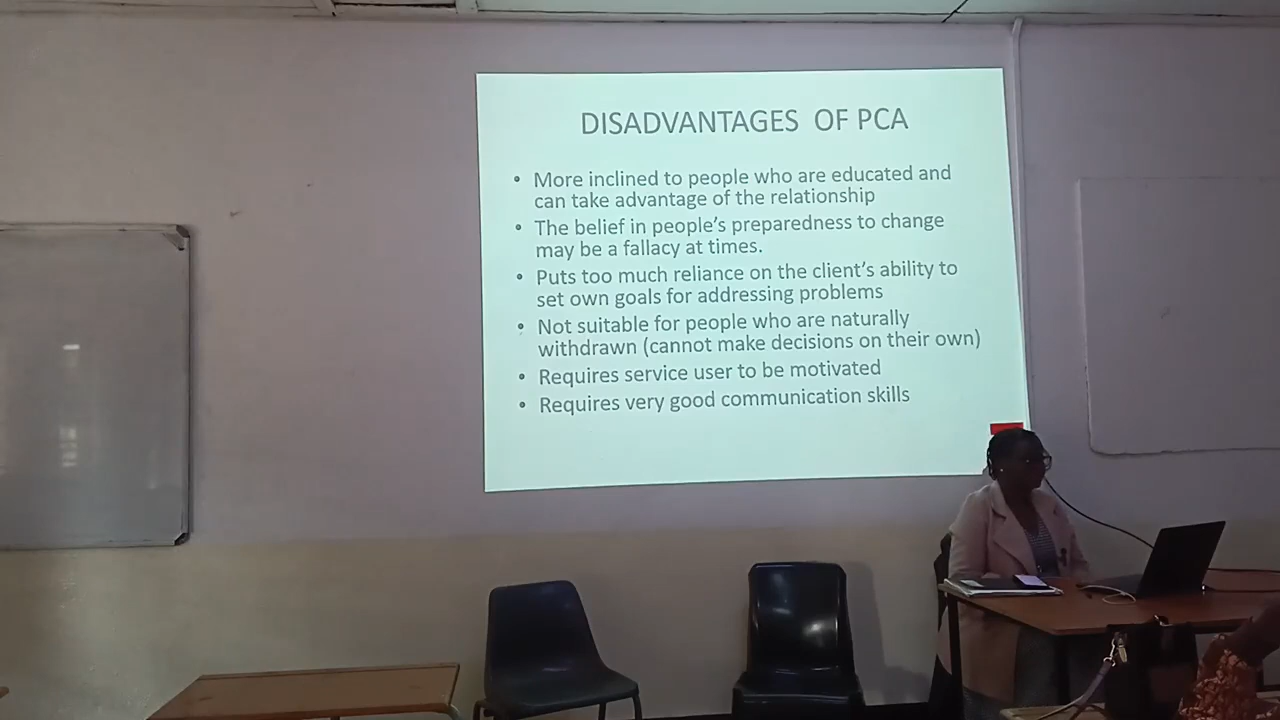 DISADVANTAGES OF PCA
• More inclined to people who are educated and
can take advantage of the relationship
• The belief in people's preparedness to change
may be a fallacy at times.
• Puts too much reliance on the client's ability to
set own goals for addressing problems
• Not suitable for people who are naturally
withdrawn (cannot make decisions on their own)
• Requires service user to be motivated
• Requires very good communication skills